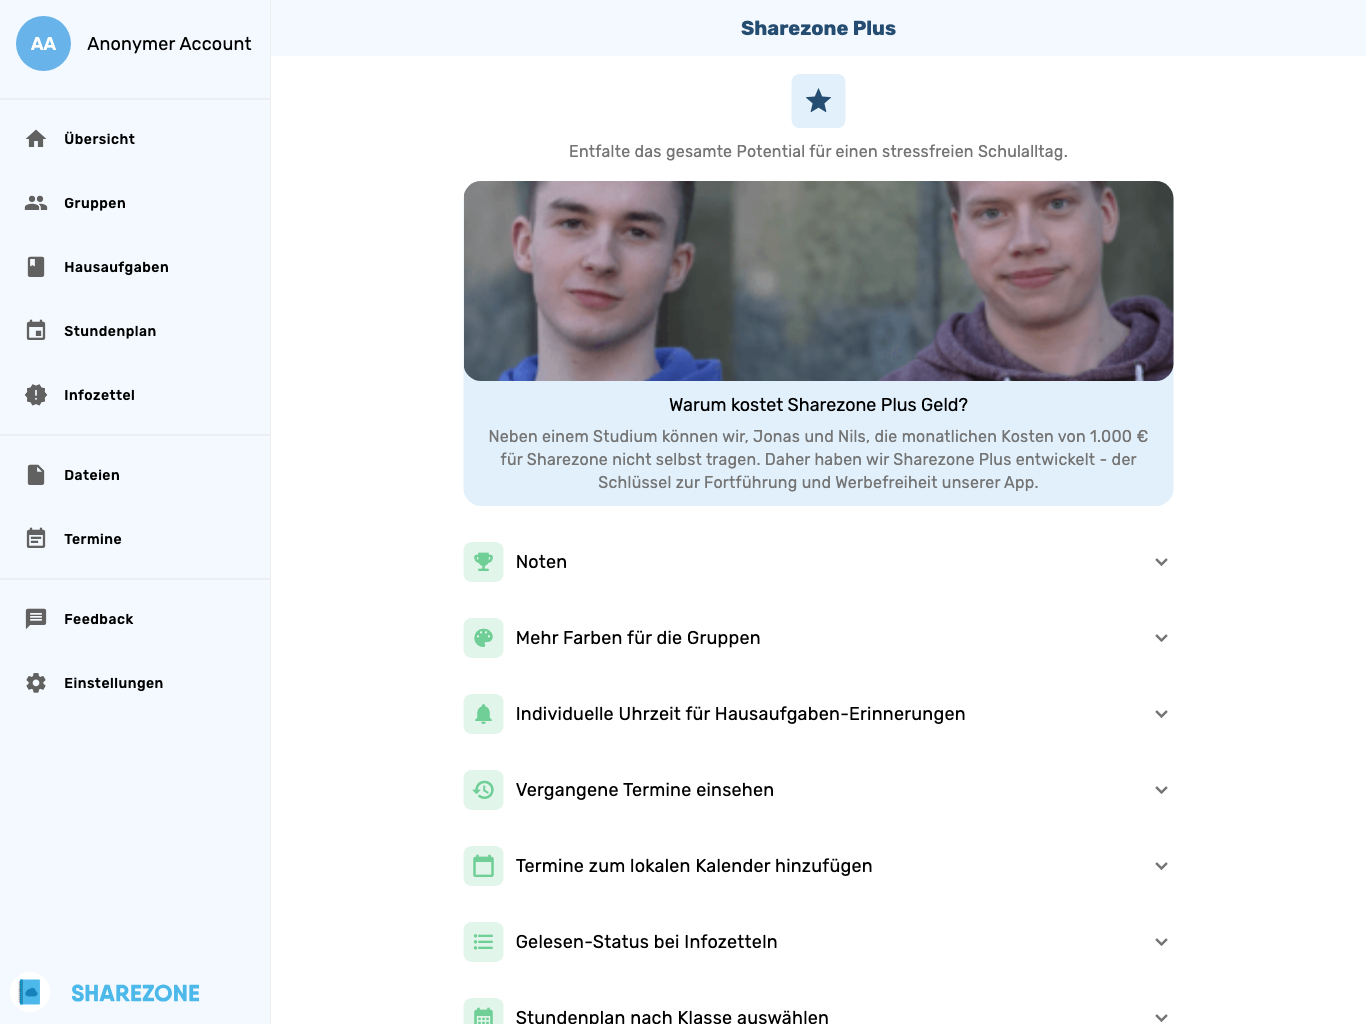 AA
Anonymer Account
Übersicht
Gruppen
Hausaufgaben
Stundenplan
Infozettel
Dateien
Termine
Feedback
Einstellungen
SHAREZONE
Sharezone Plus
Entfalte das gesamte Potential für einen stressfreien Schulalltag.
Warum kostet Sharezone Plus Geld?
Neben einem Studium können wir, Jonas und Nils, die monatlichen Kosten von 1.000 €
für Sharezone nicht selbst tragen. Daher haben wir Sharezone Plus entwickelt - der
Schlüssel zur Fortführung und Werbefreiheit unserer App.
Noten
Mehr Farben für die Gruppen
Individuelle Uhrzeit für Hausaufgaben-Erinnerungen
Vergangene Termine einsehen
Termine zum lokalen Kalender hinzufügen
Gelesen-Status bei Infozetteln
Stundenplan nach Klasse auswählen